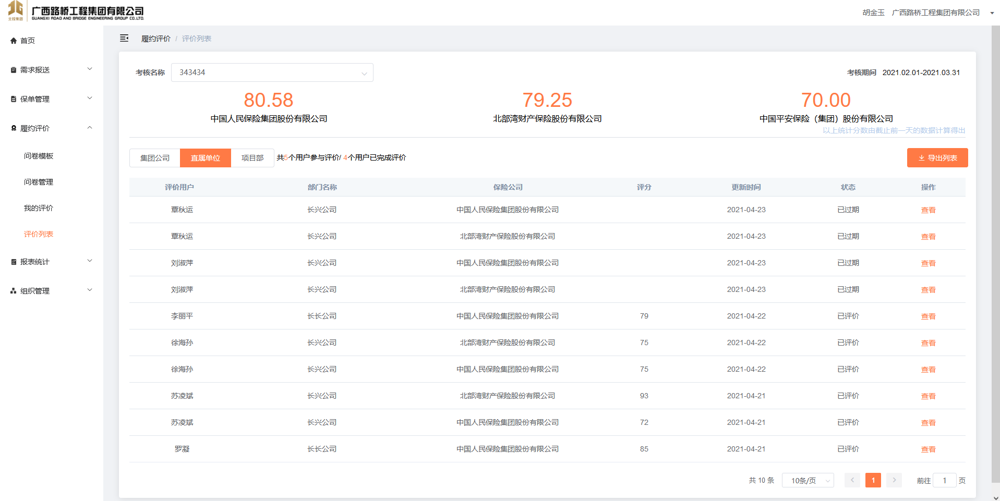 北投集团
广西路桥工程集团有限公司
GUANGXI ROAD AND BRIDGE ENGINEERING GROUP CO.LTD.
胡金玉 广西路桥工程集团有限公司
首页
需求报送
保单管理
履约评价
问卷模板
问卷管理
我的评价
评价列表
报表统计
组织管理
履约评价 / 评价列表
考核名称 343434 考核期间 2021.02.01-2021.03.31
80.58 79.25 70.00
中国人民保险集团股份有限公司 北部湾财产保险股份有限公司 中国平安保险（集团）股份有限公司
以上统计分数由截止前一天的数据计算得出
集团公司 直属单位 项目部 共5个用户参与评价/ 4个用户已完成评价 导出列表
评价用户 部门名称 保险公司 评分 更新时间 状态 操作
覃秋运 长兴公司 中国人民保险集团股份有限公司 2021-04-23 已过期 查看
覃秋运 长兴公司 北部湾财产保险股份有限公司 2021-04-23 已过期 查看
刘淑萍 长兴公司 中国人民保险集团股份有限公司 2021-04-23 已过期 查看
刘淑萍 长兴公司 北部湾财产保险股份有限公司 2021-04-23 已过期 查看
李丽平 长长公司 中国人民保险集团股份有限公司 79 2021-04-22 已评价 查看
徐海孙 长兴公司 北部湾财产保险股份有限公司 75 2021-04-22 已评价 查看
徐海孙 长兴公司 中国人民保险集团股份有限公司 75 2021-04-22 已评价 查看
苏凌斌 长兴公司 北部湾财产保险股份有限公司 93 2021-04-21 已评价 查看
苏凌斌 长兴公司 中国人民保险集团股份有限公司 72 2021-04-21 已评价 查看
罗凝 长长公司 中国人民保险集团股份有限公司 85 2021-04-21 已评价 查看
共 10 条 10条/页 1 前往 1 页